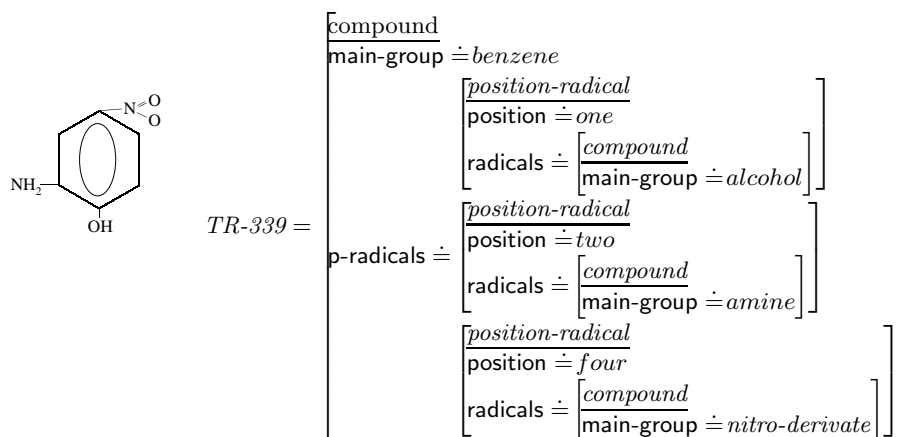 compound
main-group ≐ benzene
position-radical
position ≐ one
radicals ≐ compound
main-group ≐ alcohol
N O
O
NH₂
OH
TR-339 =
p-radicals ≐
position-radical
position ≐ two
radicals ≐ compound
main-group ≐ amine
position-radical
position ≐ four
radicals ≐ compound
main-group ≐ nitro-derivate